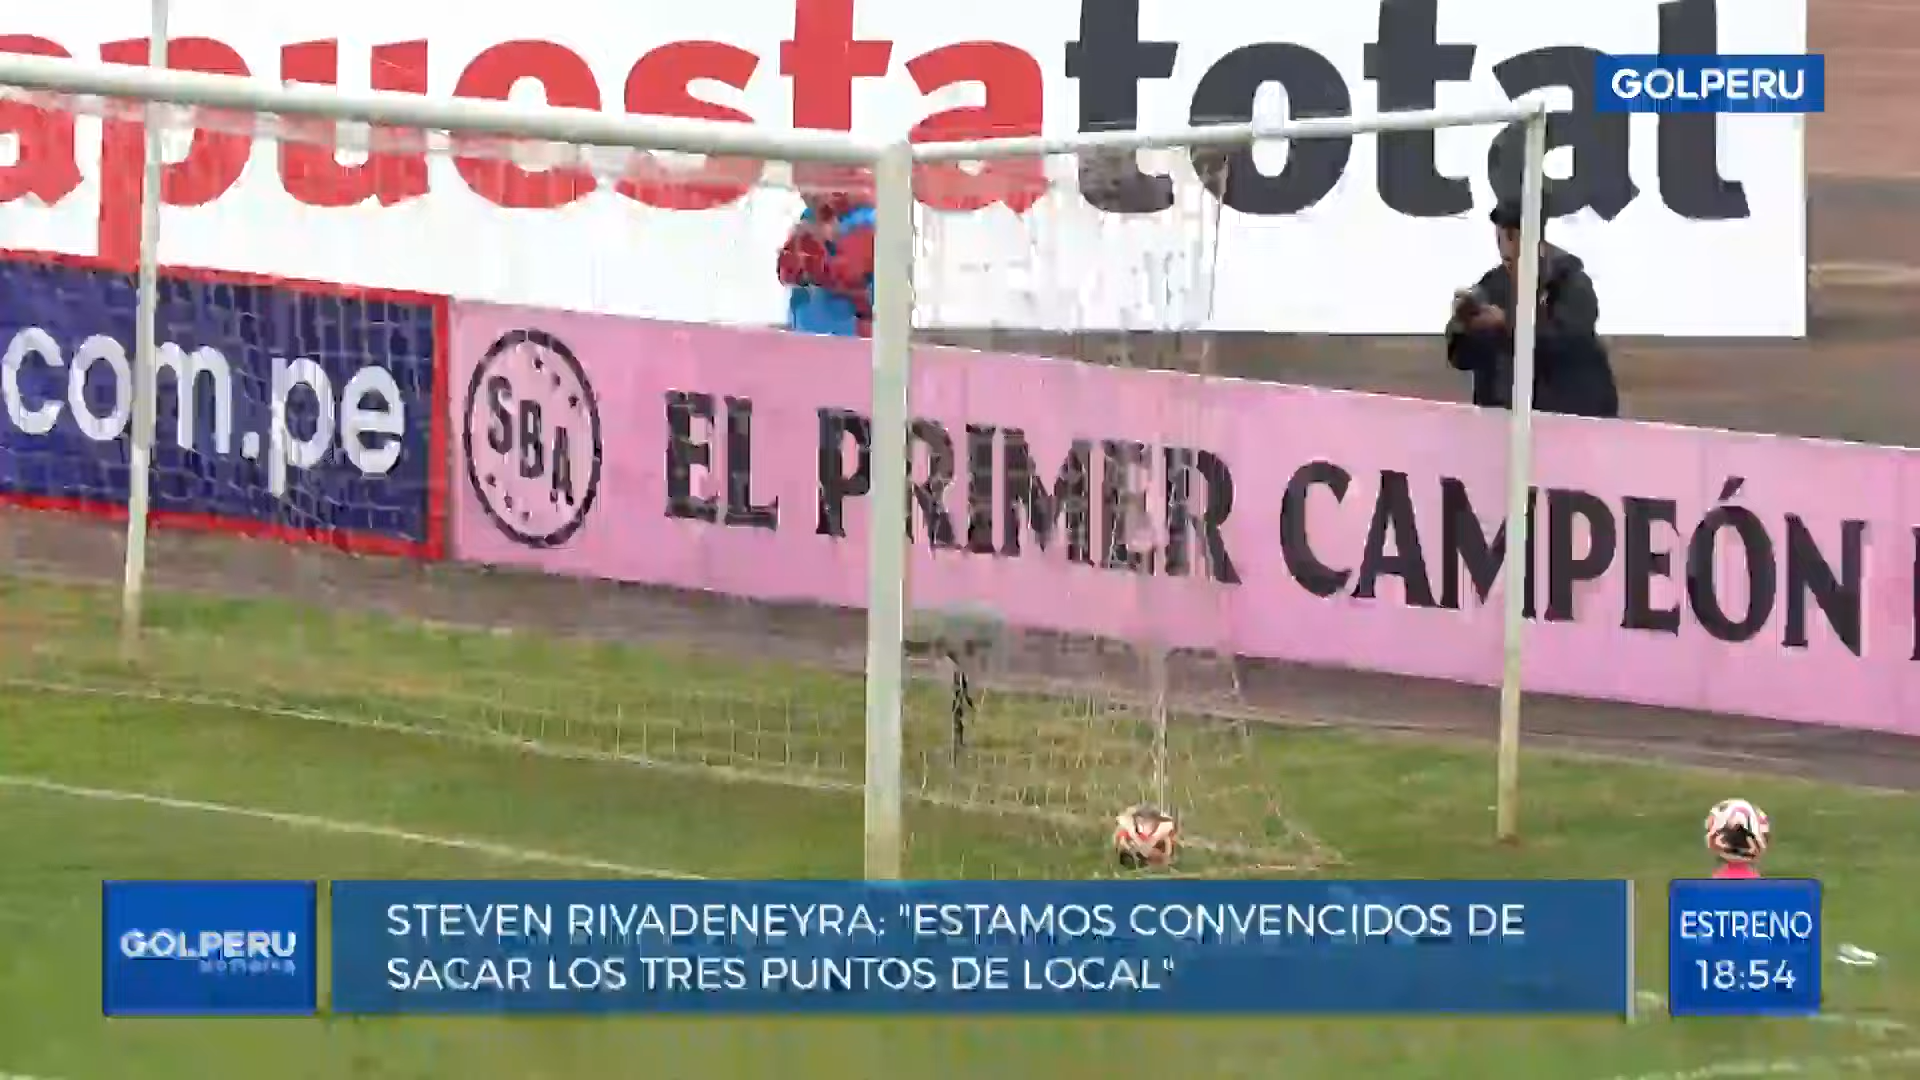 apuestatotal
GOLPERU
com.pe
SBA
EL PRIMER CAMPEÓN
GOLPERU
STEVEN RIVADENEYRA: "ESTAMOS CONVENCIDOS DE
SACAR LOS TRES PUNTOS DE LOCAL"
ESTRENO
18:54